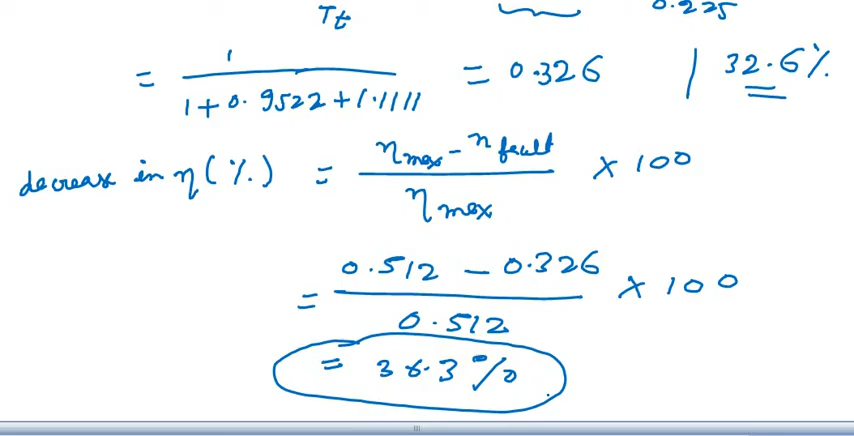 Tt 0.225
= 1 / (1 + 0.9522 + 1.1111) = 0.326 | 32.6%
decrease in η(%) = (ηmax - ηfault) / ηmax × 100
= (0.512 - 0.326) / 0.512 × 100
= 36.3%